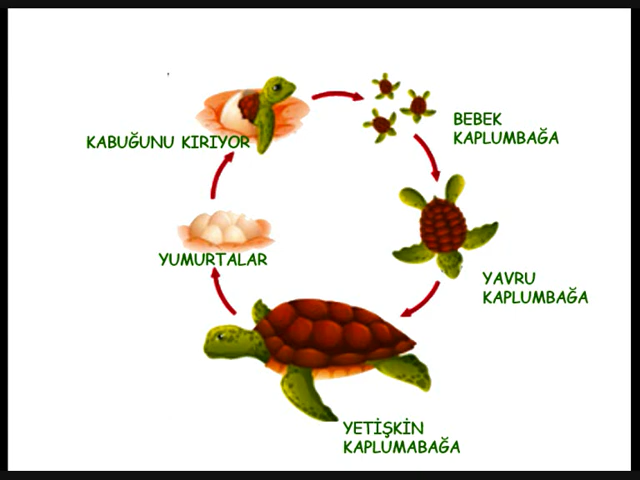 KABUĞUNU KIRIYOR
BEBEK
KAPLUMBAĞA
YUMURTALAR
YAVRU
KAPLUMBAĞA
YETİŞKİN
KAPLUMABAĞA